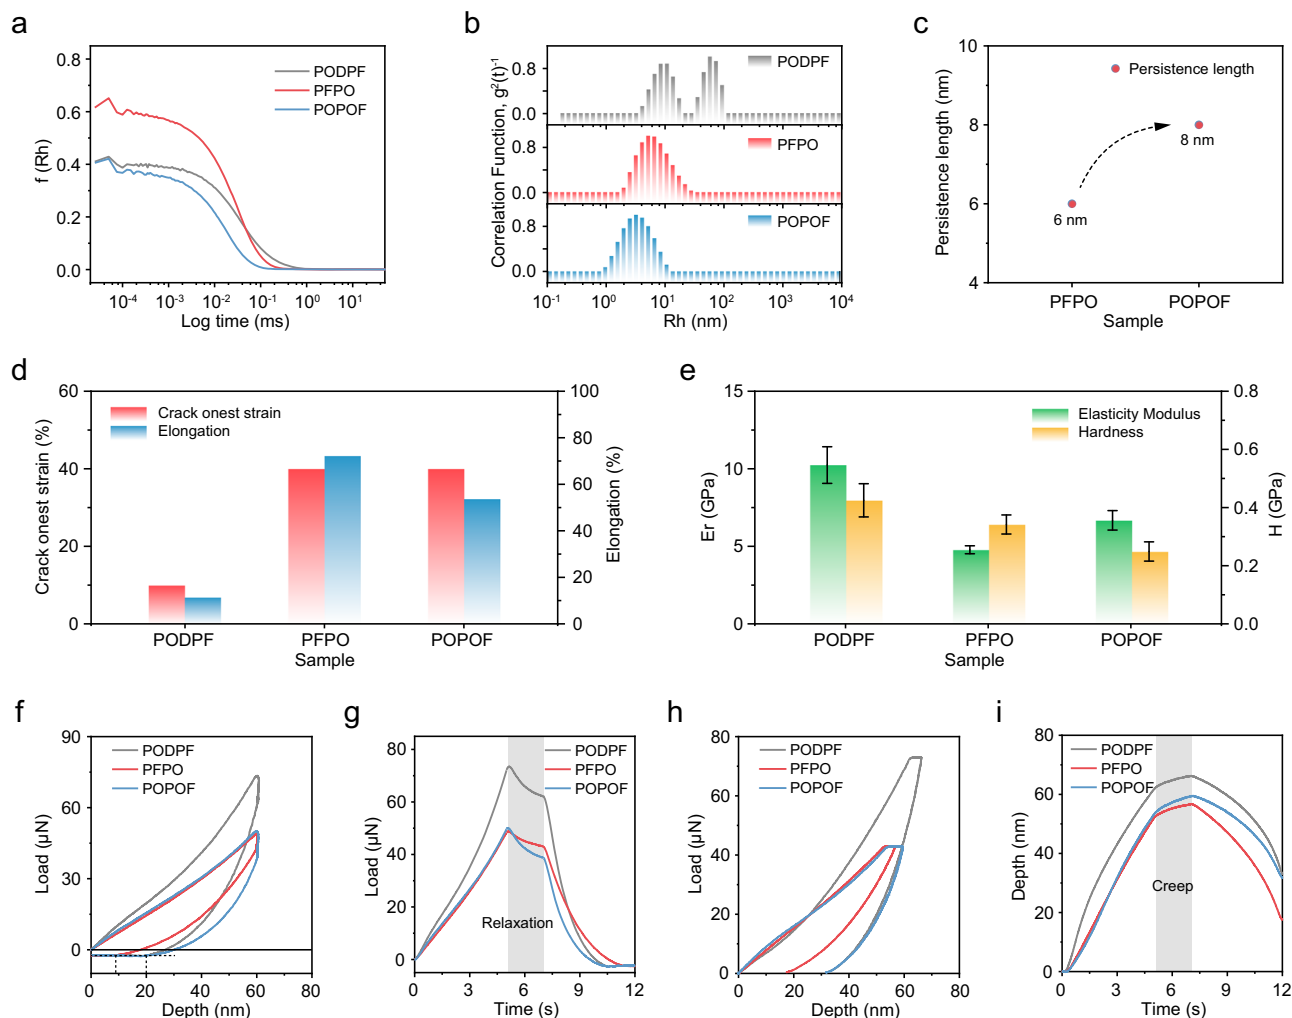 a
0.8
0.6
0.4
0.2
0.0
f (Rh)
PODPF
PFPO
POPOF
10-4 10-3 10-2 10-1 100 101
Log time (ms)
b
Correlation Function, g2(t)-1
0.8
0.0
PODPF
0.8
0.0
PFPO
0.8
0.0
POPOF
10-1 100 101 102 103 104
Rh (nm)
c
10
8
6
4
Persistence length (nm)
Persistence length
8 nm
6 nm
PFPO POPOF
Sample
d
60
40
20
0
Crack onest strain (%)
Crack onest strain
Elongation
100
80
60
40
20
0
Elongation (%)
PODPF PFPO POPOF
Sample
e
15
10
5
0
Er (GPa)
Elasticity Modulus
Hardness
0.8
0.6
0.4
0.2
0.0
H (GPa)
PODPF PFPO POPOF
Sample
f
90
60
30
0
Load (μN)
PODPF
PFPO
POPOF
0 20 40 60 80
Depth (nm)
g
80
60
40
20
0
Load (μN)
PODPF
PFPO
POPOF
Relaxation
0 3 6 9 12
Time (s)
h
80
60
40
20
0
Load (μN)
PODPF
PFPO
POPOF
0 20 40 60 80
Depth (nm)
i
80
60
40
20
0
Depth (nm)
PODPF
PFPO
POPOF
Creep
0 3 6 9 12
Time (s)